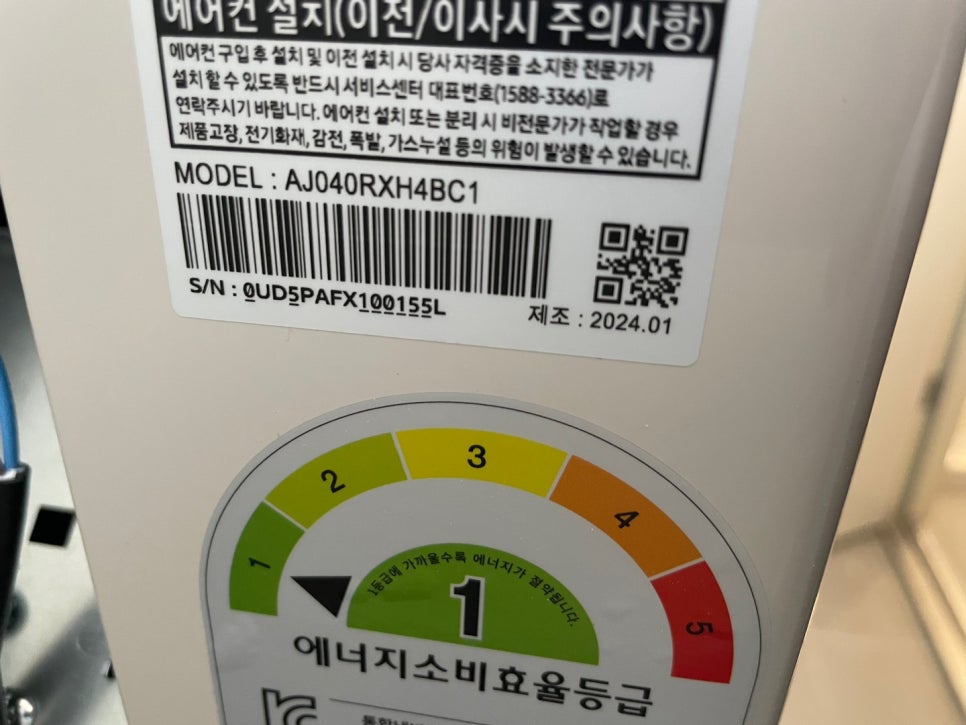 에어컨 설치(이전/이사시 주의사항)
에어컨 구입 후 설치 및 이전 설치 시 당사 자격증을 소지한 전문가가
설치 할 수 있도록 반드시 서비스센터 대표번호(1588-3366)로
연락주시기 바랍니다. 에어컨 설치 또는 분리 시 비전문가가 작업할 경우
제품고장, 전기화재, 감전, 폭발, 가스누설 등의 위험이 발생할 수 있습니다.
MODEL : AJ040RXH4BC1
S/N : 0UD5PAFX100155L
제조 : 2024.01
1 2 3 4 5
1등급에 가까울수록 에너지가 절약됩니다.
1
에너지소비효율등급